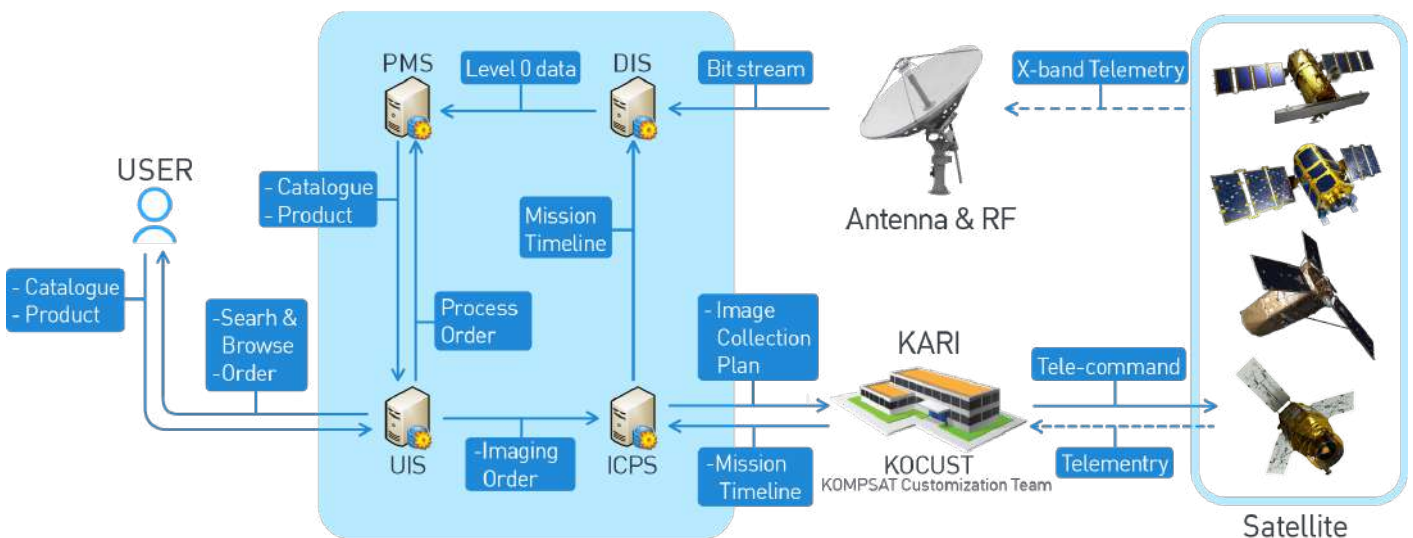 PMS
Level 0 data
DIS
Bit stream
X-band Telemetry
USER
- Catalogue
- Product
Mission
Timeline
Antenna & RF
- Catalogue
- Product
-Searh &
Browse
-Order
Process
Order
- Image
Collection
Plan
KARI
Tele-command
UIS
-Imaging
Order
ICPS
-Mission
Timeline
KOCUST
KOMPSAT Customization Team
Telementry
Satellite